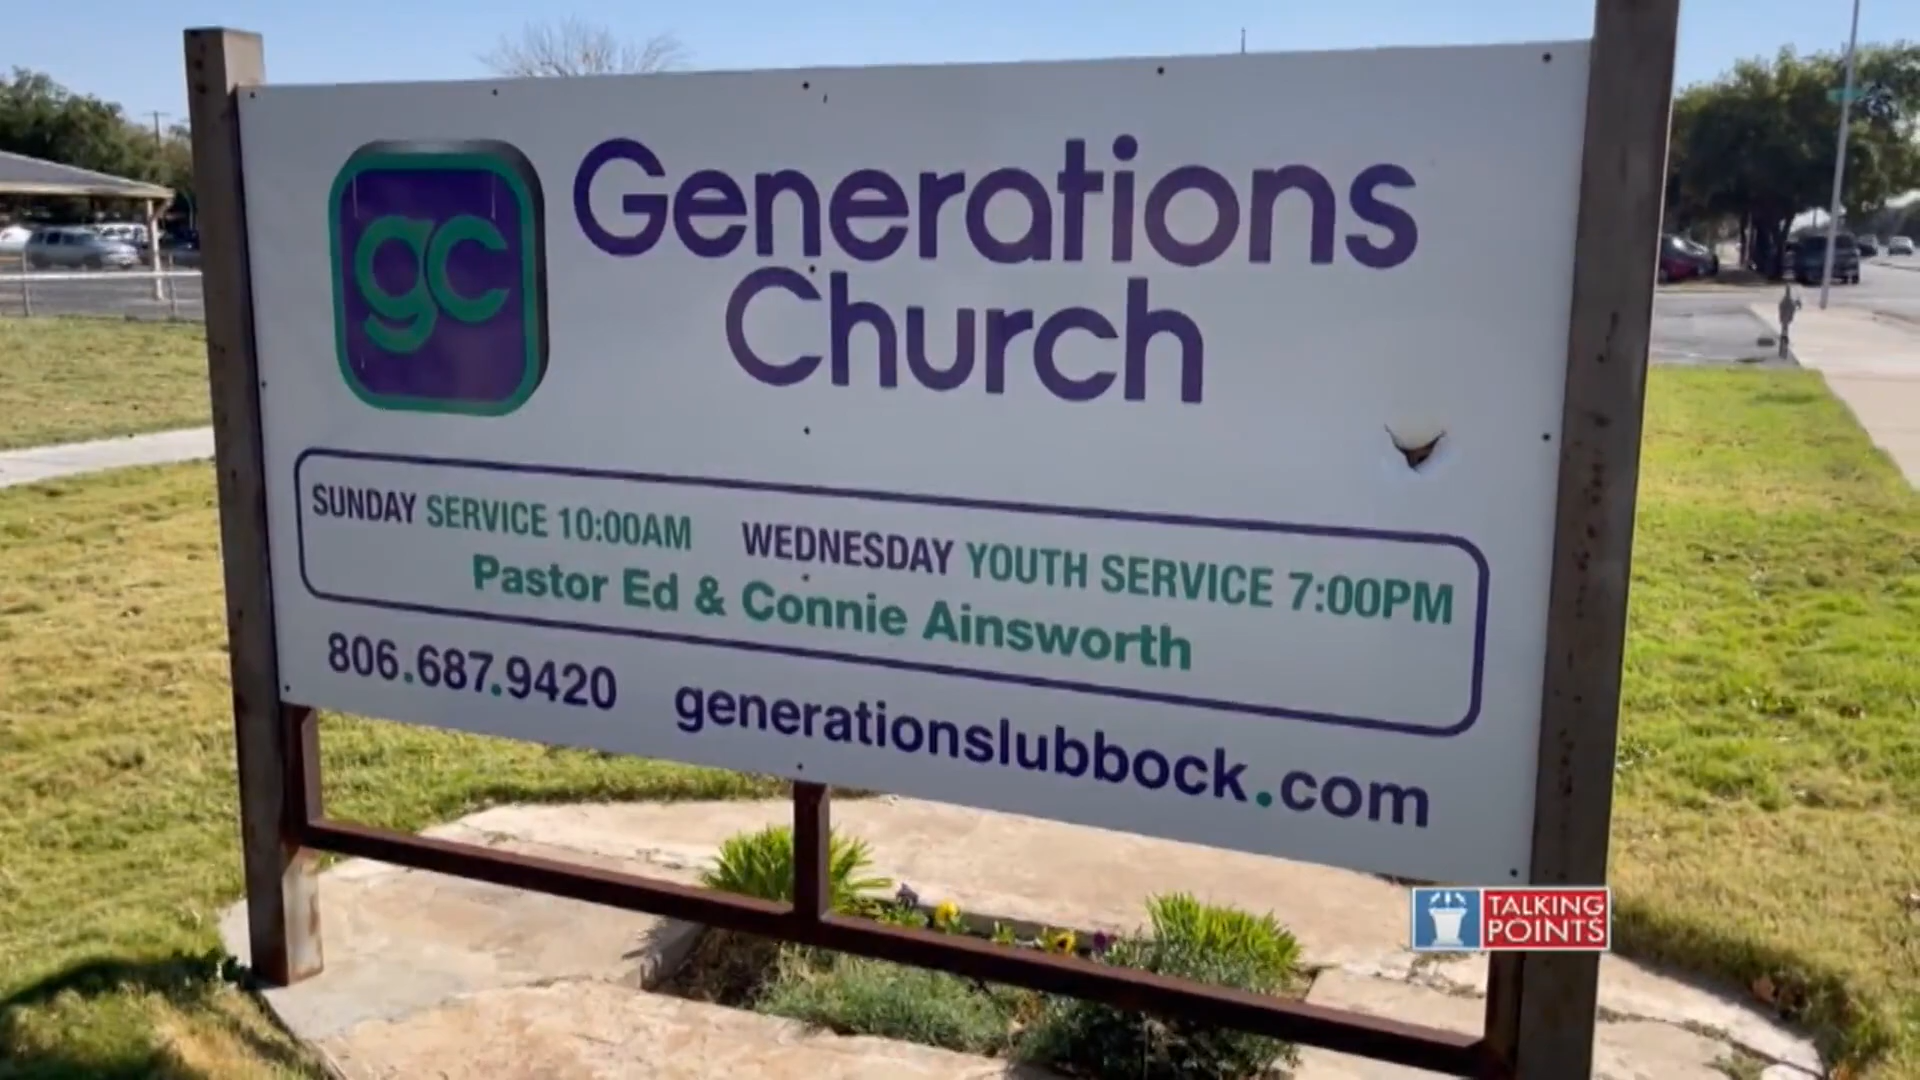 gc
Generations
Church
SUNDAY SERVICE 10:00AM WEDNESDAY YOUTH SERVICE 7:00PM
Pastor Ed & Connie Ainsworth
806.687.9420 generationslubbock.com
TALKING
POINTS